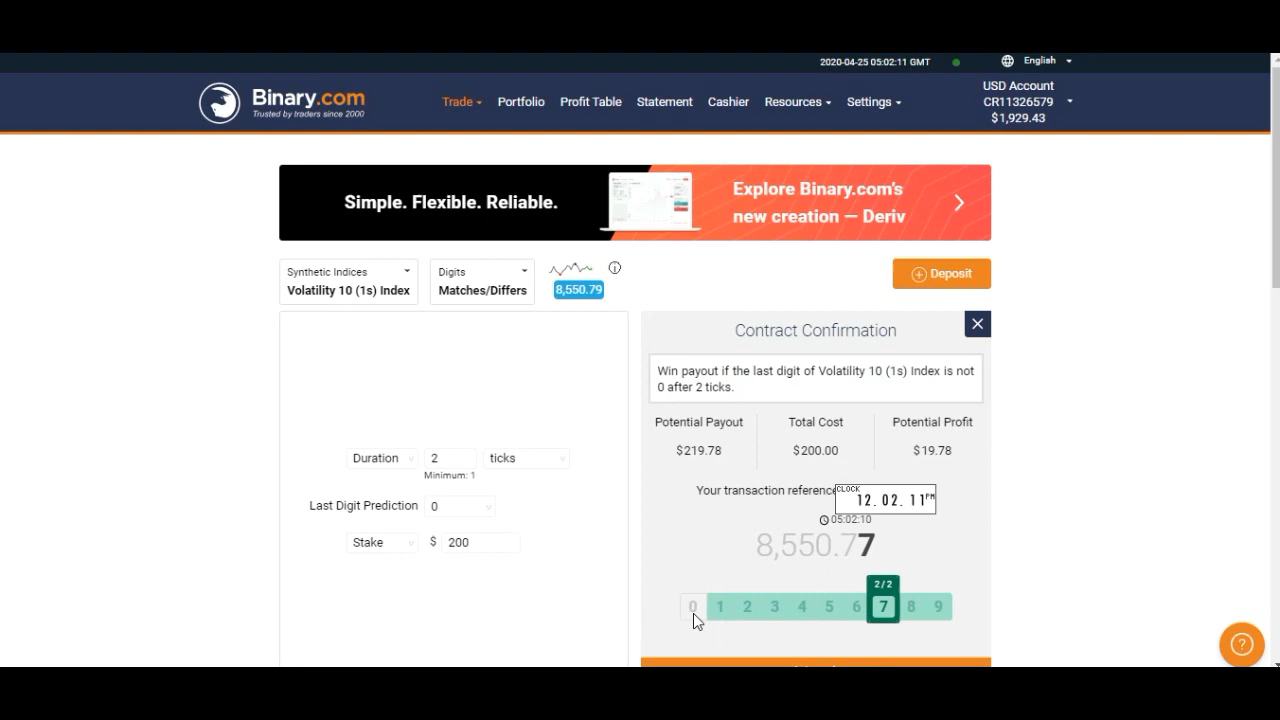 2020-04-25 05:02:11 GMT
English
Binary.com
Trusted by traders since 2000
Trade
Portfolio
Profit Table
Statement
Cashier
Resources
Settings
USD Account
CR11326579
$1,929.43
Simple. Flexible. Reliable.
Explore Binary.com's
new creation — Deriv
Synthetic Indices
Volatility 10 (1s) Index
Digits
Matches/Differs
8,550.79
Deposit
Contract Confirmation
Win payout if the last digit of Volatility 10 (1s) Index is not
0 after 2 ticks.
Potential Payout
Total Cost
Potential Profit
$219.78
$200.00
$19.78
Duration
2
ticks
Minimum: 1
Last Digit Prediction
0
Stake
$
200
Your transaction reference
CLOCK
12.02.11 PM
05:02:10
8,550.77
2/2
0 1 2 3 4 5 6 7 8 9
?